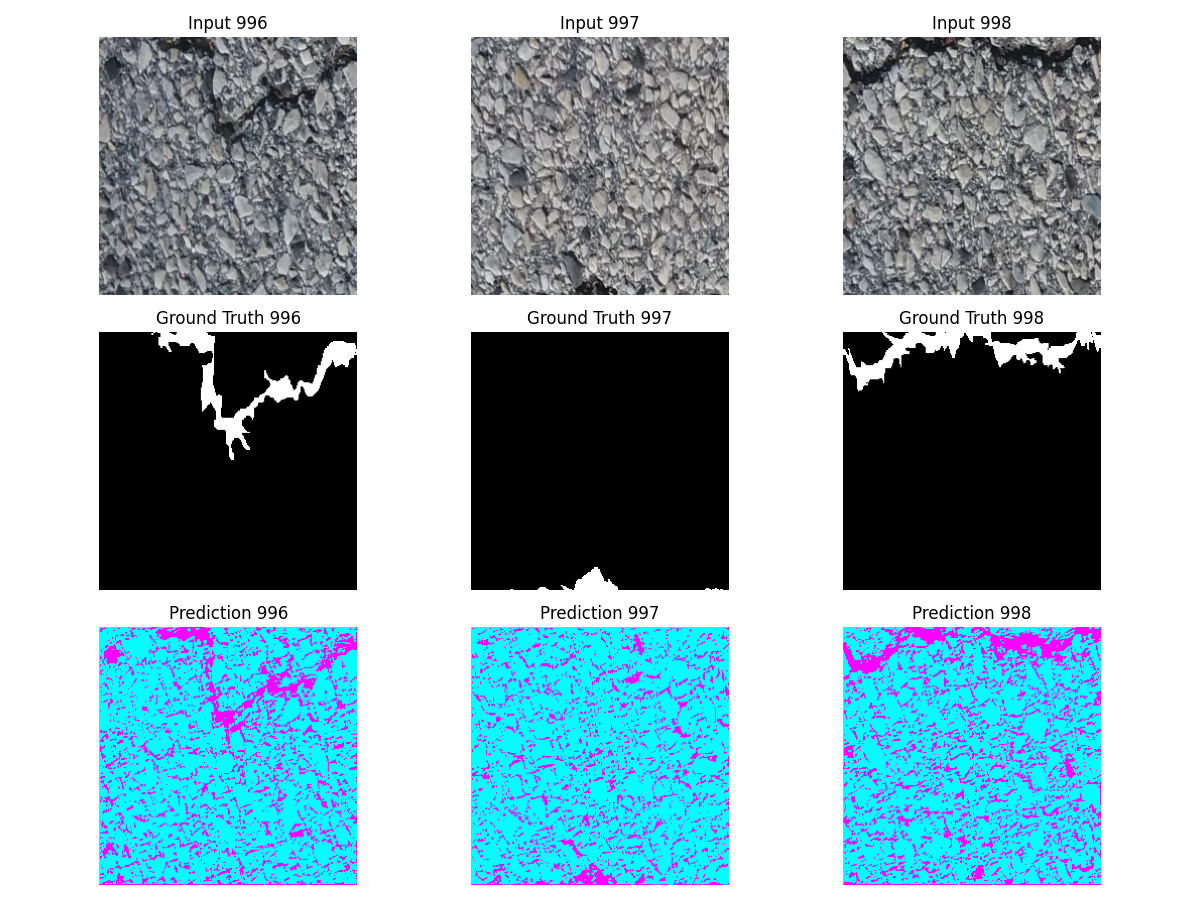 Input 996
Input 997
Input 998
Ground Truth 996
Ground Truth 997
Ground Truth 998
Prediction 996
Prediction 997
Prediction 998